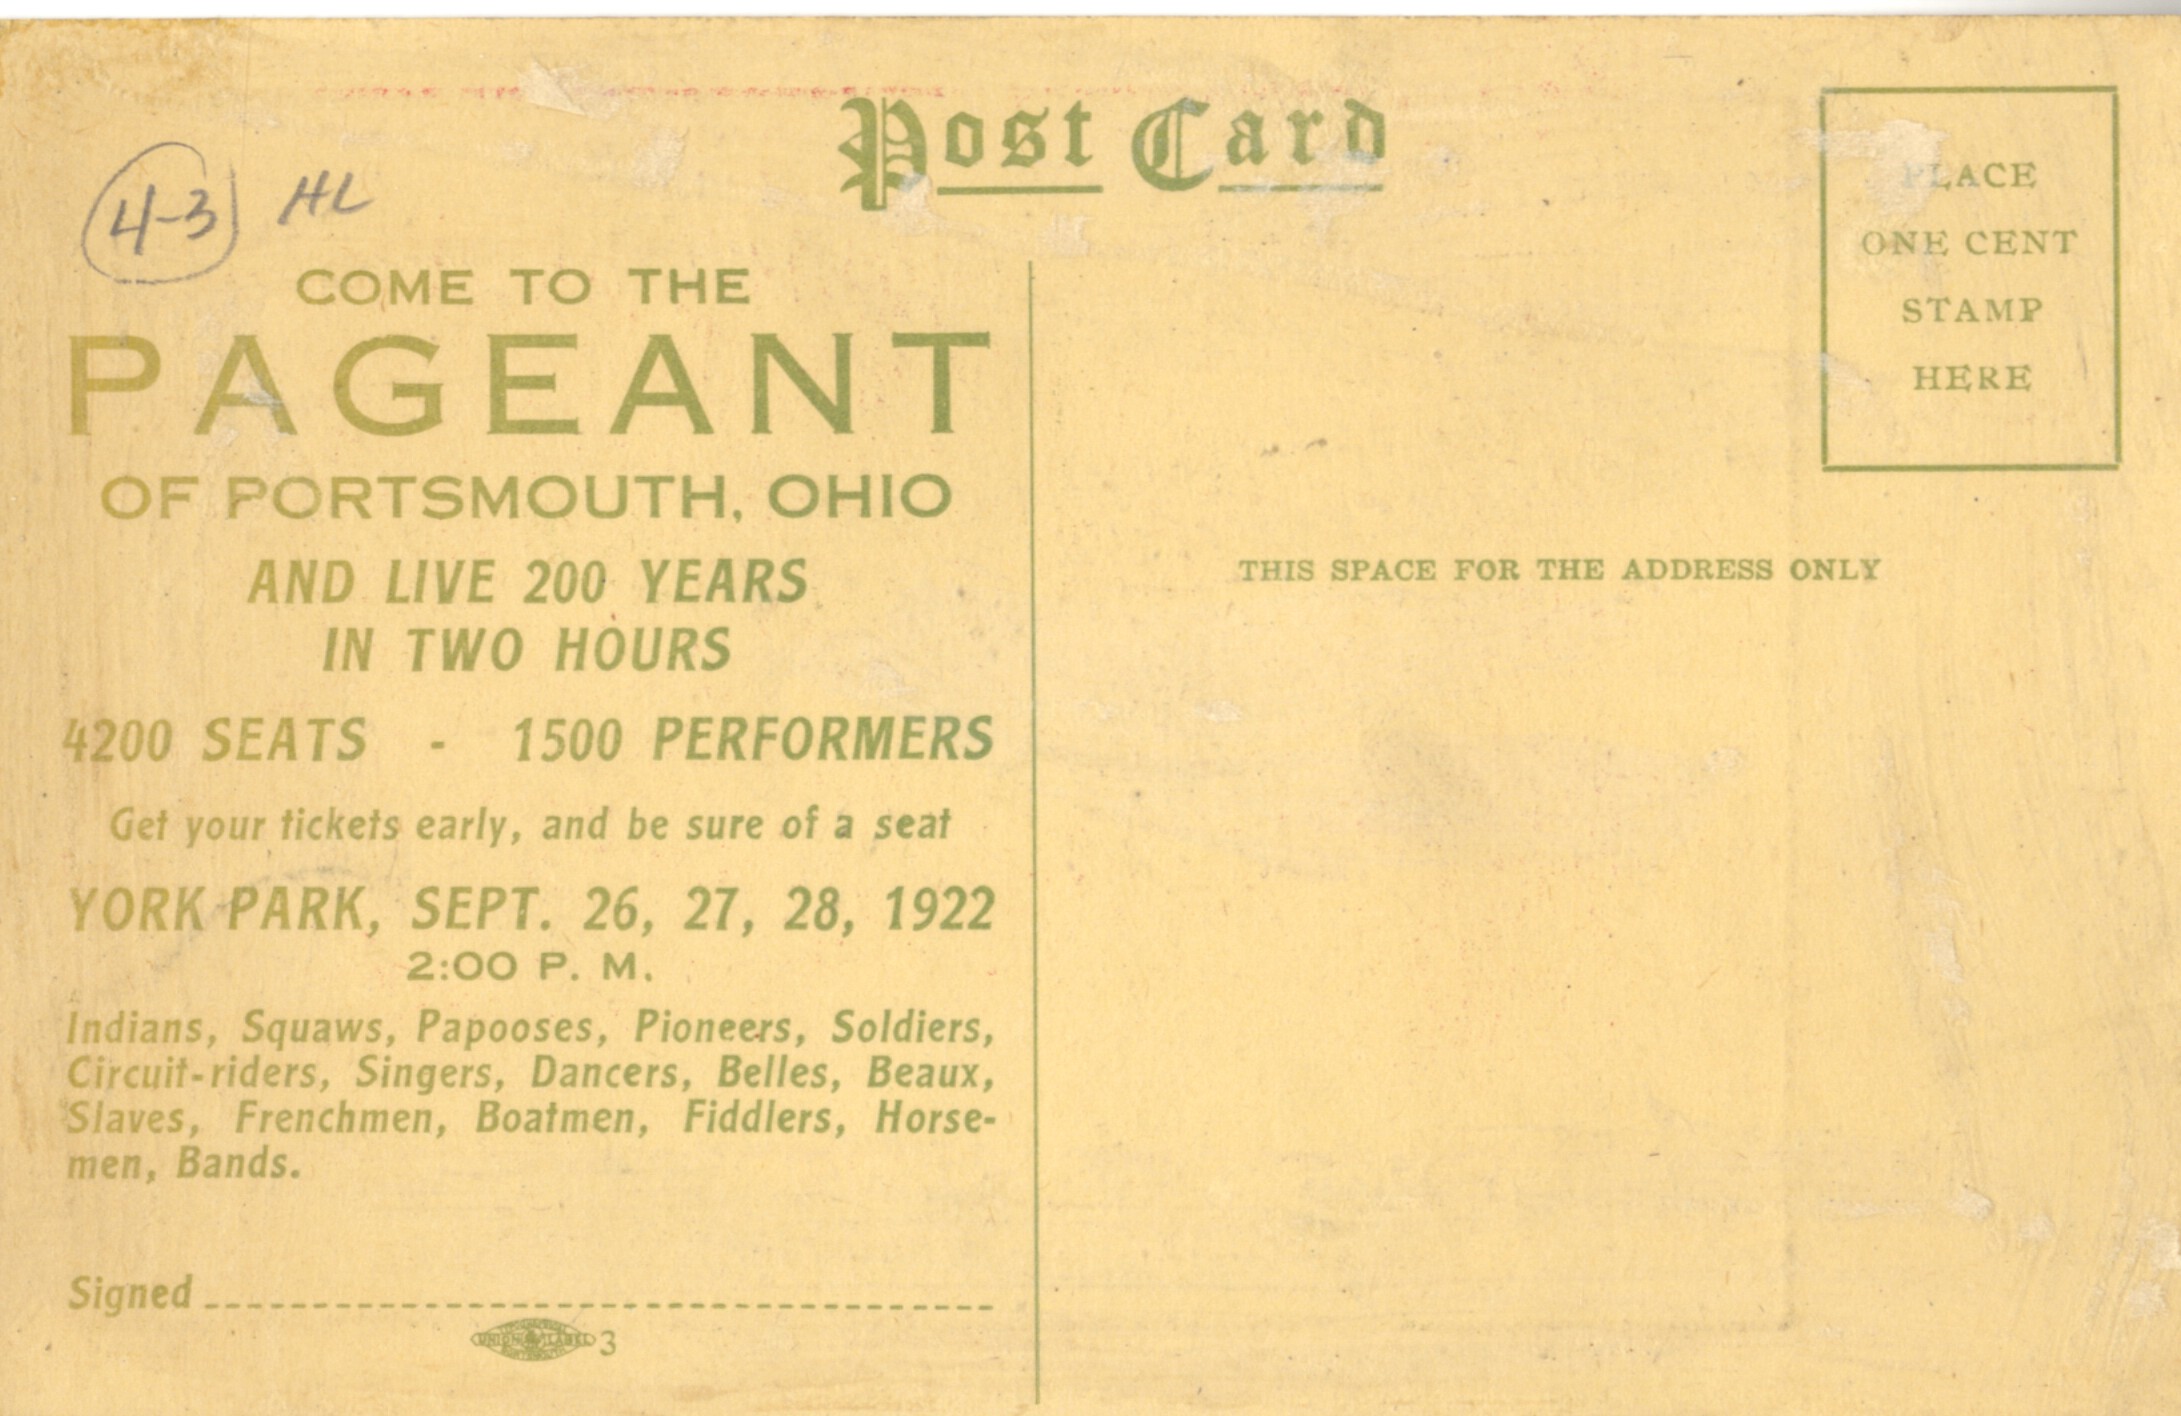 Post Card
4-3 HL
PLACE
ONE CENT
STAMP
HERE
COME TO THE
PAGEANT
OF PORTSMOUTH, OHIO
AND LIVE 200 YEARS
IN TWO HOURS
4200 SEATS - 1500 PERFORMERS
Get your tickets early, and be sure of a seat
YORK PARK, SEPT. 26, 27, 28, 1922
2:00 P. M.
Indians, Squaws, Papooses, Pioneers, Soldiers,
Circuit-riders, Singers, Dancers, Belles, Beaux,
Slaves, Frenchmen, Boatmen, Fiddlers, Horse-
men, Bands.
Signed
UNION LABEL 3
THIS SPACE FOR THE ADDRESS ONLY